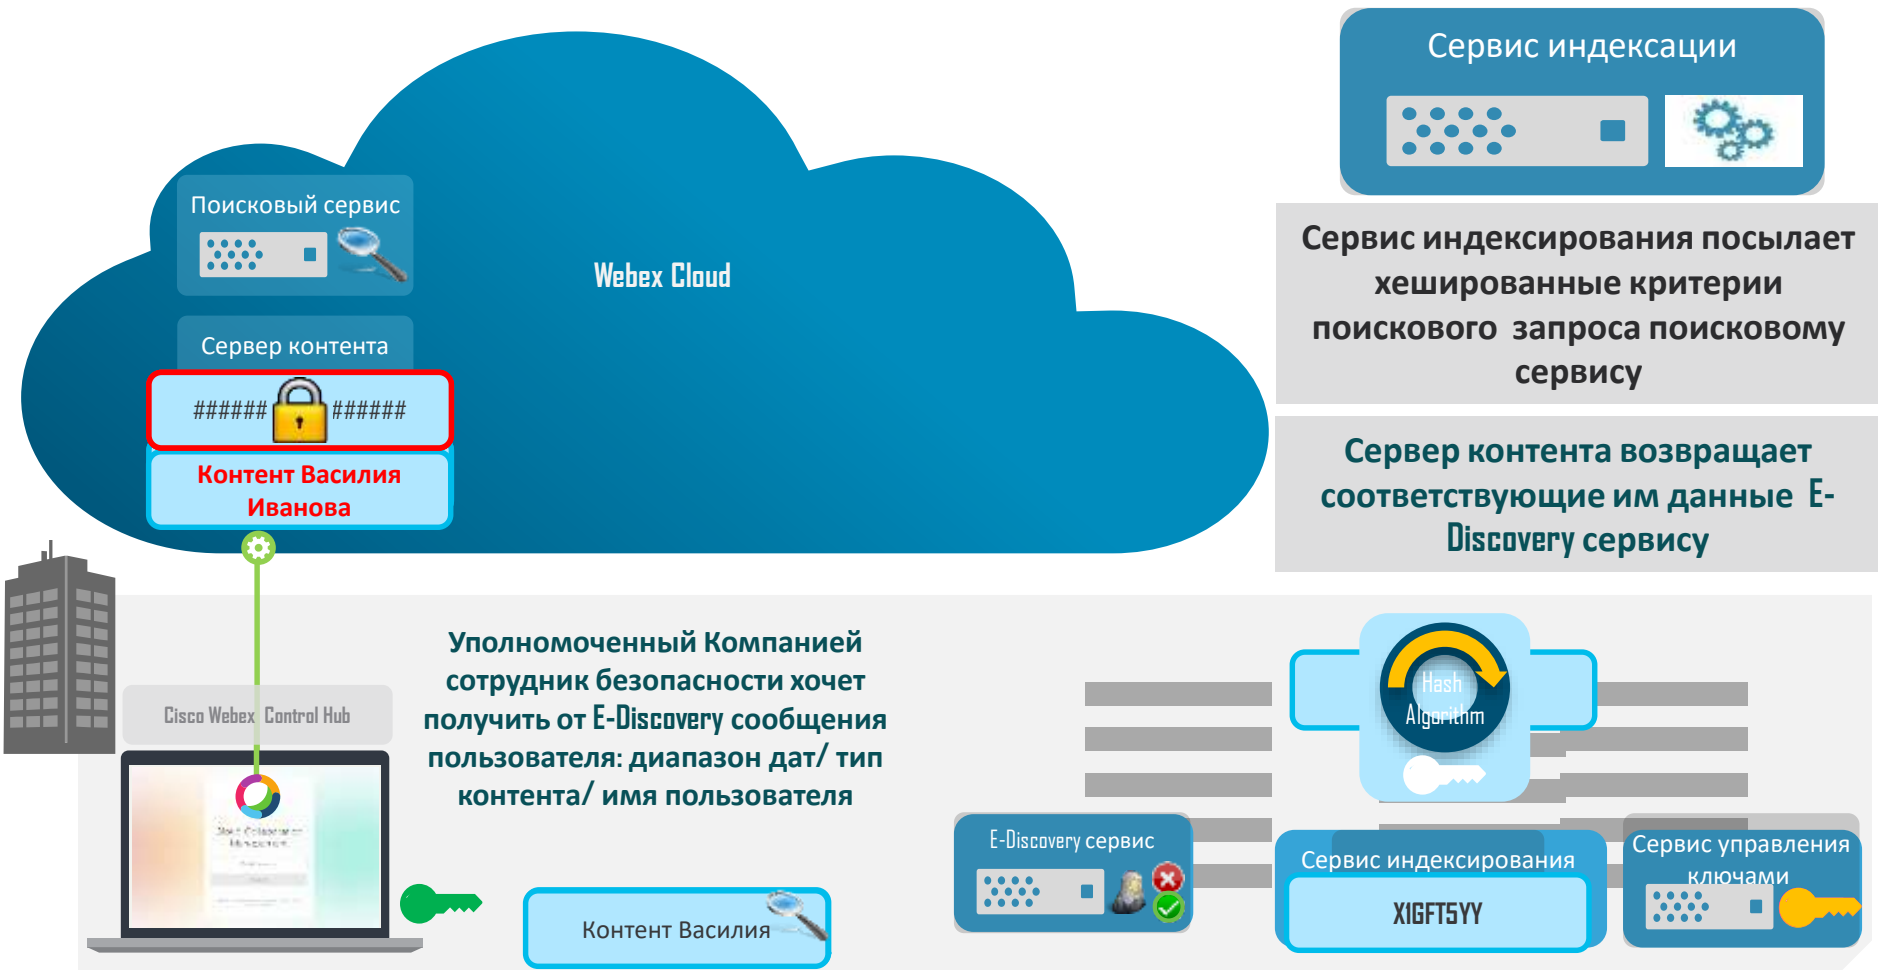 Сервис индексации
Поисковый сервис
Webex Cloud
Сервер контента
###### ######
Контент Василия
Иванова
Сервис индексирования посылает
хешированные критерии
поискового запроса поисковому
сервису
Сервер контента возвращает
соответствующие им данные E-
Discovery сервису
Уполномоченный Компанией
сотрудник безопасности хочет
получить от E-Discovery сообщения
пользователя: диапазон дат/ тип
контента/ имя пользователя
Cisco Webex Control Hub
Hash
Algorithm
E-Discovery сервис
Сервис индексирования
X1GFT5YY
Сервис управления
ключами
Контент Василия